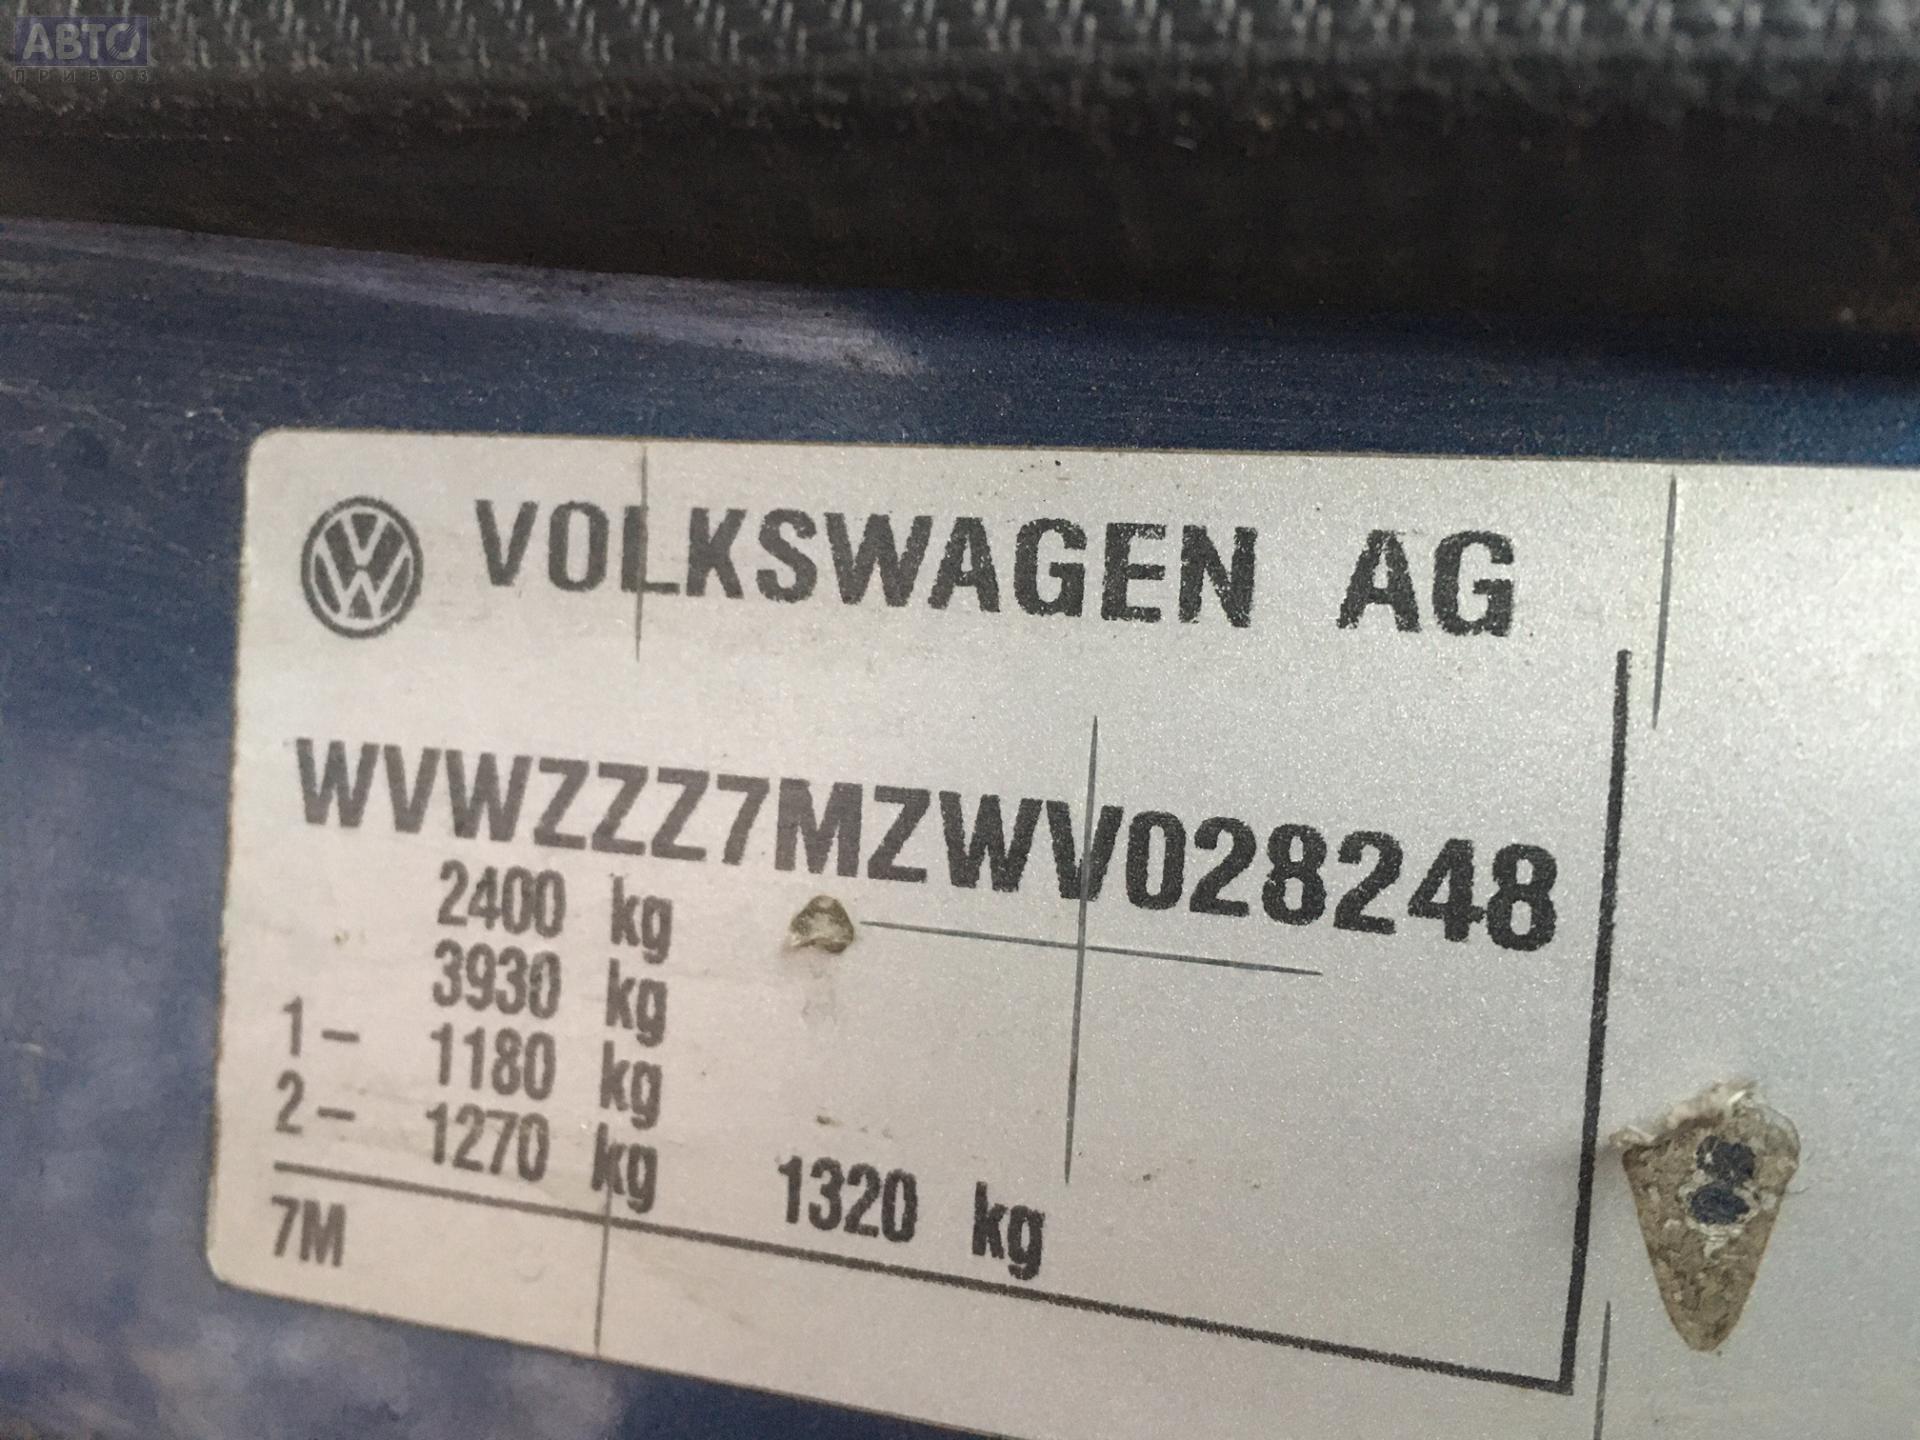 АВТО
ПРИВОЗ
VOLKSWAGEN AG
WVWZZZ7MZWV028248
2400 kg
3930 kg
1- 1180 kg
2- 1270 kg 1320 kg
7M